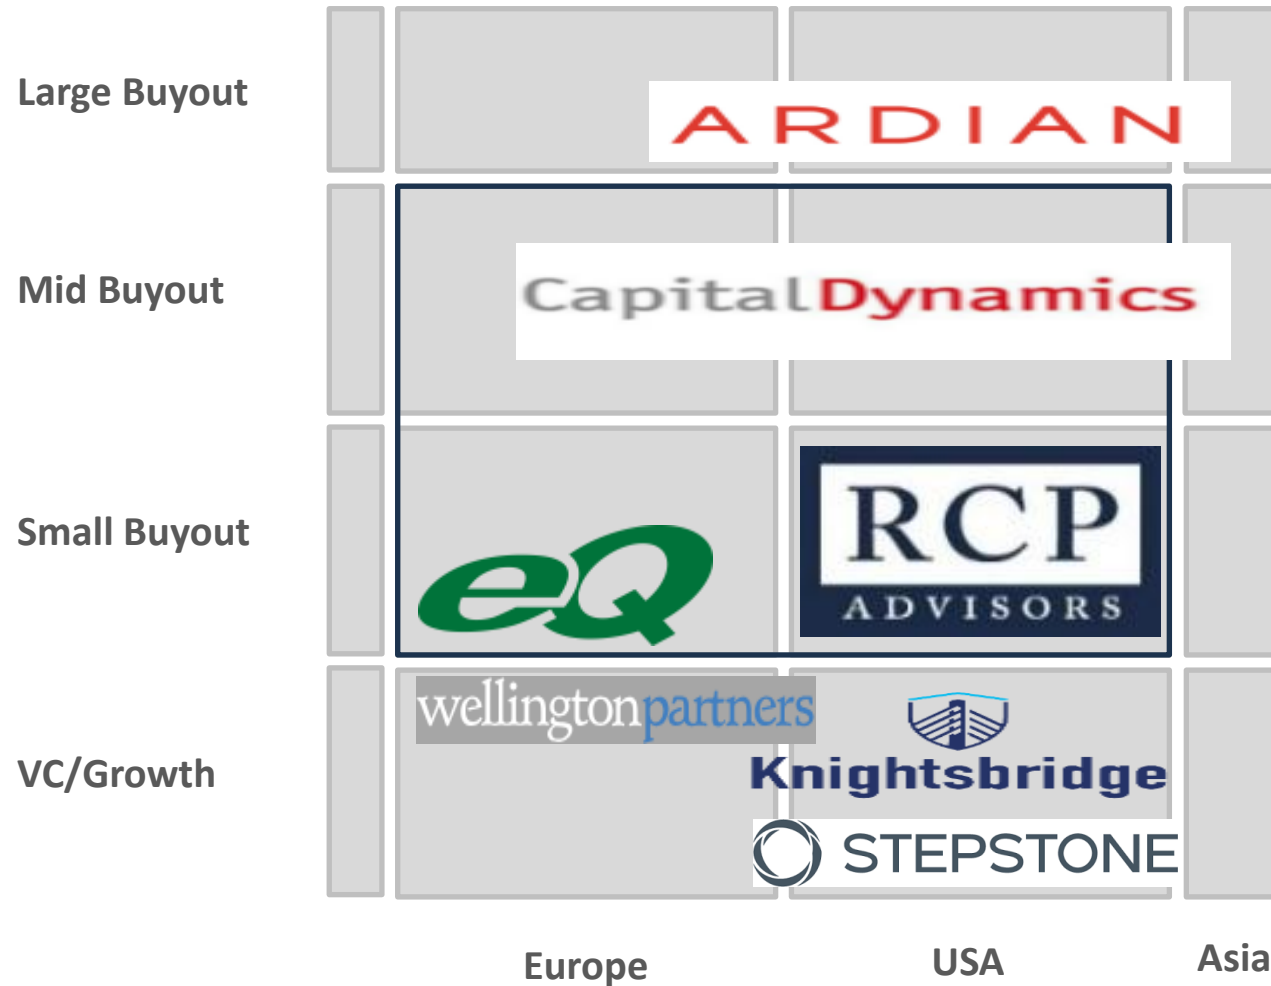 Large Buyout
ARDIAN
Mid Buyout
CapitalDynamics
Small Buyout
eQ
RCP
ADVISORS
VC/Growth
wellingtonpartners
Knightsbridge
STEPSTONE
Europe
USA
Asia